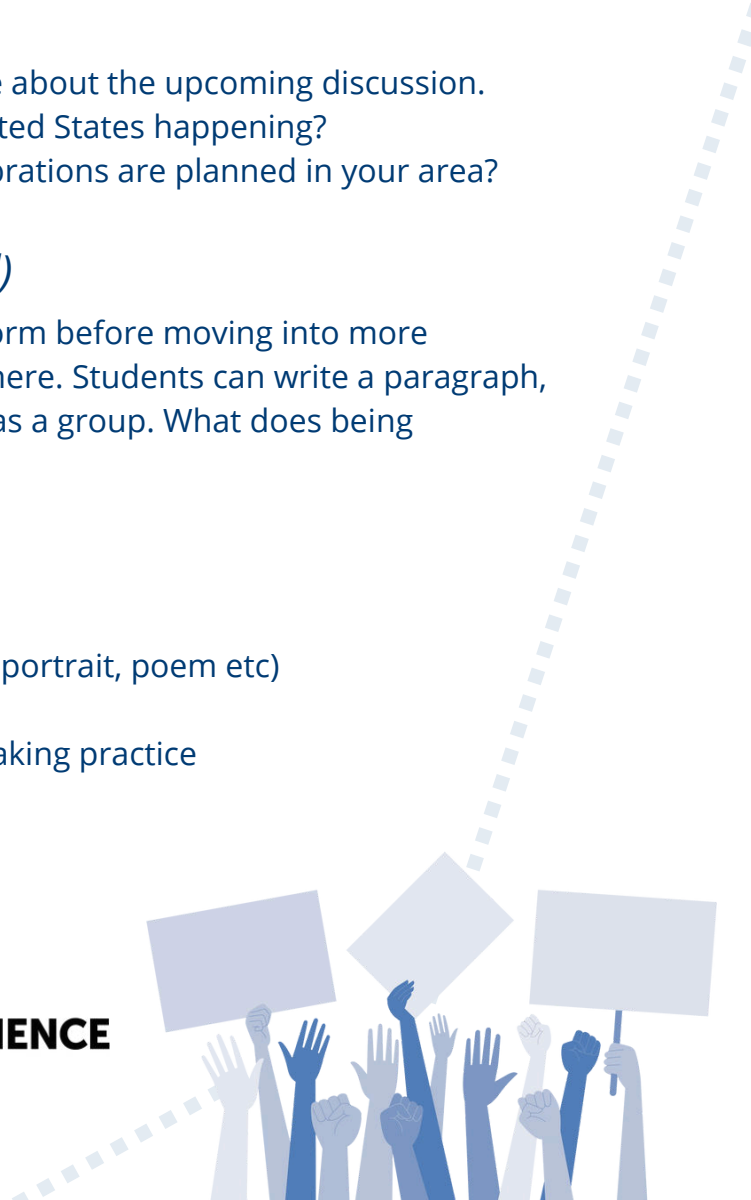 about the upcoming discussion.
ted States happening?
orations are planned in your area?
)
orm before moving into more
here. Students can write a paragraph,
as a group. What does being
portrait, poem etc)
aking practice
IENCE